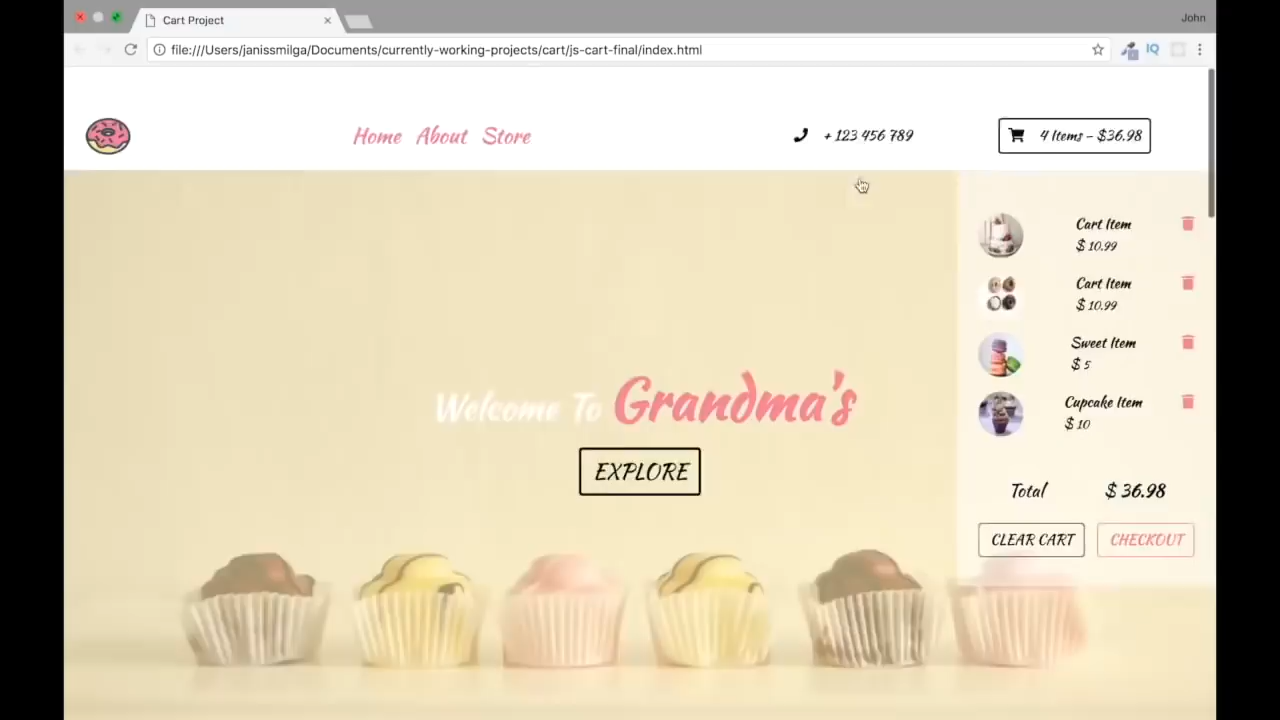 Cart Project
John
file:///Users/janissmilga/Documents/currently-working-projects/cart/js-cart-final/index.html
IQ
Home About Store
+ 123 456 789
4 Items - $36.98
Cart Item
$ 10.99
Cart Item
$ 10.99
Sweet Item
$ 5
Cupcake Item
$ 10
Total $ 36.98
CLEAR CART CHECKOUT
Welcome To Grandma's
EXPLORE